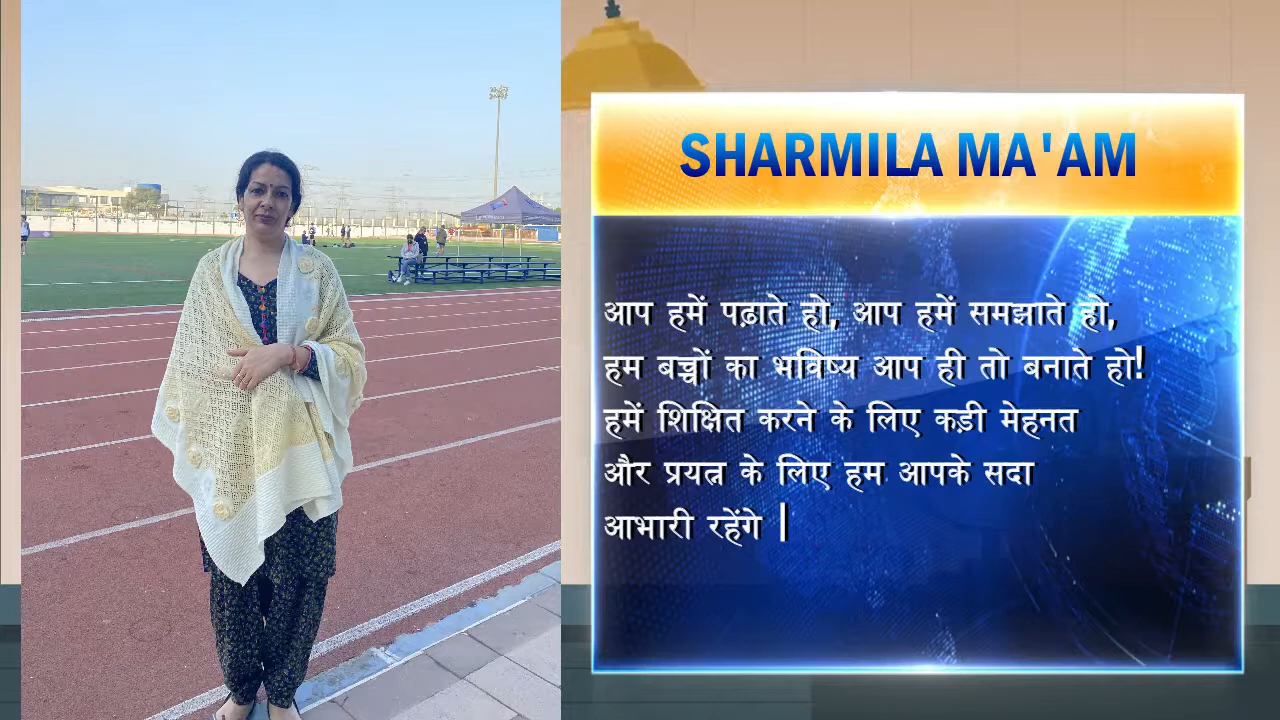 SHARMILA MA'AM
आप हमें पढ़ाते हो, आप हमें समझाते हो,
हम बच्चों का भविष्य आप ही तो बनाते हो!
हमें शिक्षित करने के लिए कड़ी मेहनत
और प्रयत्न के लिए हम आपके सदा
आभारी रहेंगे |